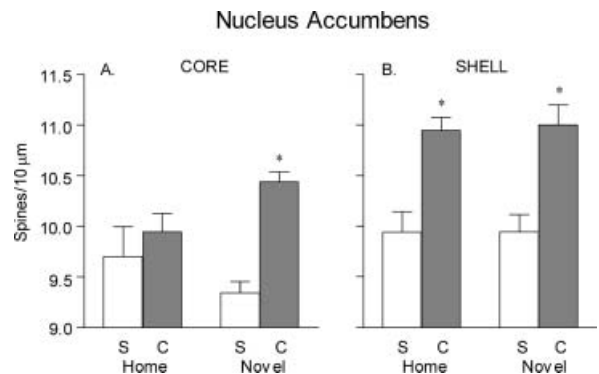 Nucleus Accumbens
A. CORE
B. SHELL
Spines/10 µm
11.5
11.0
10.5
10.0
9.5
9.0
* 
* *
S C S C
Home Novel
S C S C
Home Novel